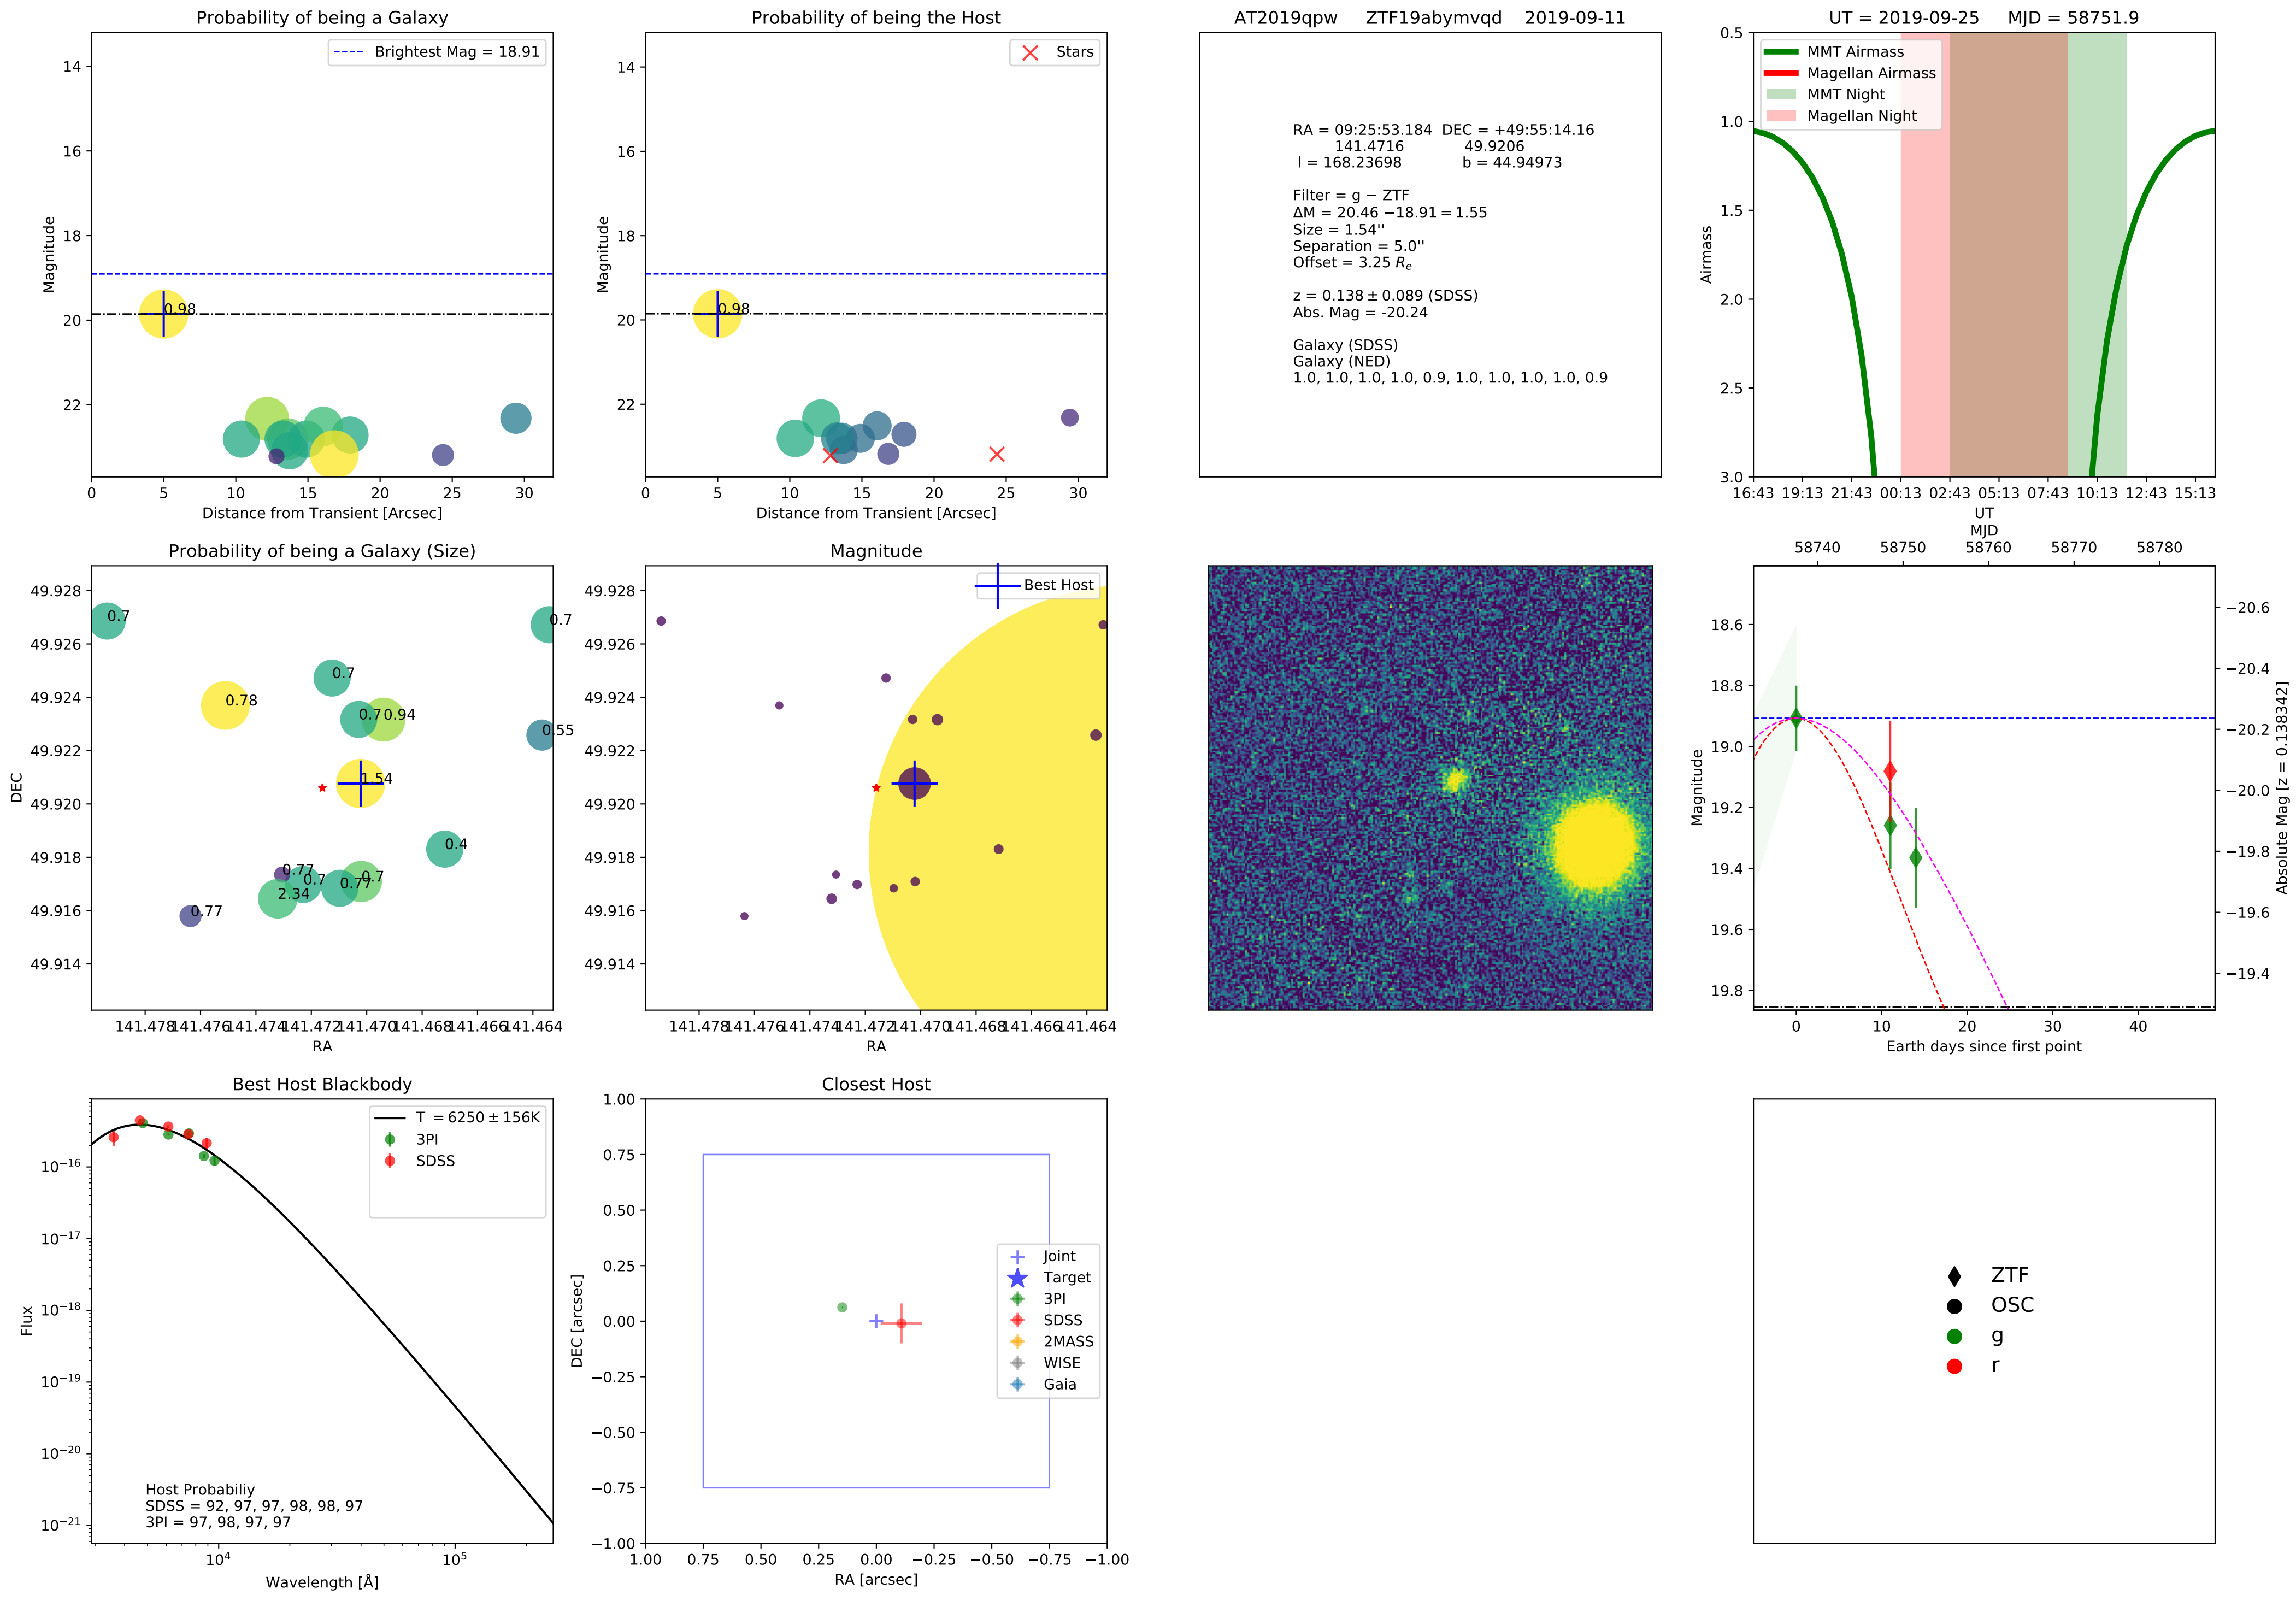 Probability of being a Galaxy
Brightest Mag = 18.91
14
16
18
20
22
Magnitude
0.98
0 5 10 15 20 25 30
Distance from Transient [Arcsec]
Probability of being the Host
Stars
14
16
18
20
22
Magnitude
0.98
0 5 10 15 20 25 30
Distance from Transient [Arcsec]
AT2019qpw ZTF19abymvqd 2019-09-11
RA = 09:25:53.184 DEC = +49:55:14.16
141.4716 49.9206
l = 168.23698 b = 44.94973
Filter = g − ZTF
ΔM = 20.46 −18.91 = 1.55
Size = 1.54''
Separation = 5.0''
Offset = 3.25 Re
z = 0.138 ± 0.089 (SDSS)
Abs. Mag = -20.24
Galaxy (SDSS)
Galaxy (NED)
1.0, 1.0, 1.0, 1.0, 0.9, 1.0, 1.0, 1.0, 1.0, 0.9
UT = 2019-09-25 MJD = 58751.9
MMT Airmass
Magellan Airmass
MMT Night
Magellan Night
0.5
1.0
1.5
2.0
2.5
3.0
Airmass
16:43 19:13 21:43 00:13 02:43 05:13 07:43 10:13 12:43 15:13
UT
Probability of being a Galaxy (Size)
49.928
49.926
49.924
49.922
49.920
49.918
49.916
49.914
DEC
0.7
0.7
0.7
0.78
0.7 0.94
0.55
1.54
0.4
0.77
0.7
0.77
0.7
2.34
0.77
141.478 141.476 141.474 141.472 141.470 141.468 141.466 141.464
RA
Magnitude
Best Host
49.928
49.926
49.924
49.922
49.920
49.918
49.916
49.914
141.478 141.476 141.474 141.472 141.470 141.468 141.466 141.464
RA
MJD
58740 58750 58760 58770 58780
18.6
18.8
19.0
19.2
19.4
19.6
19.8
Magnitude
−20.6
−20.4
−20.2
−20.0
−19.8
−19.6
−19.4
Absolute Mag [z = 0.138342]
0 10 20 30 40
Earth days since first point
Best Host Blackbody
T = 6250 ± 156K
3PI
SDSS
10−16
10−17
10−18
10−19
10−20
10−21
Flux
Host Probabiliy
SDSS = 92, 97, 97, 98, 98, 97
3PI = 97, 98, 97, 97
104 105
Wavelength [Å]
Closest Host
1.00
0.75
0.50
0.25
0.00
−0.25
−0.50
−0.75
−1.00
DEC [arcsec]
Joint
Target
3PI
SDSS
2MASS
WISE
Gaia
1.00 0.75 0.50 0.25 0.00 −0.25 −0.50 −0.75 −1.00
RA [arcsec]
ZTF
OSC
g
r